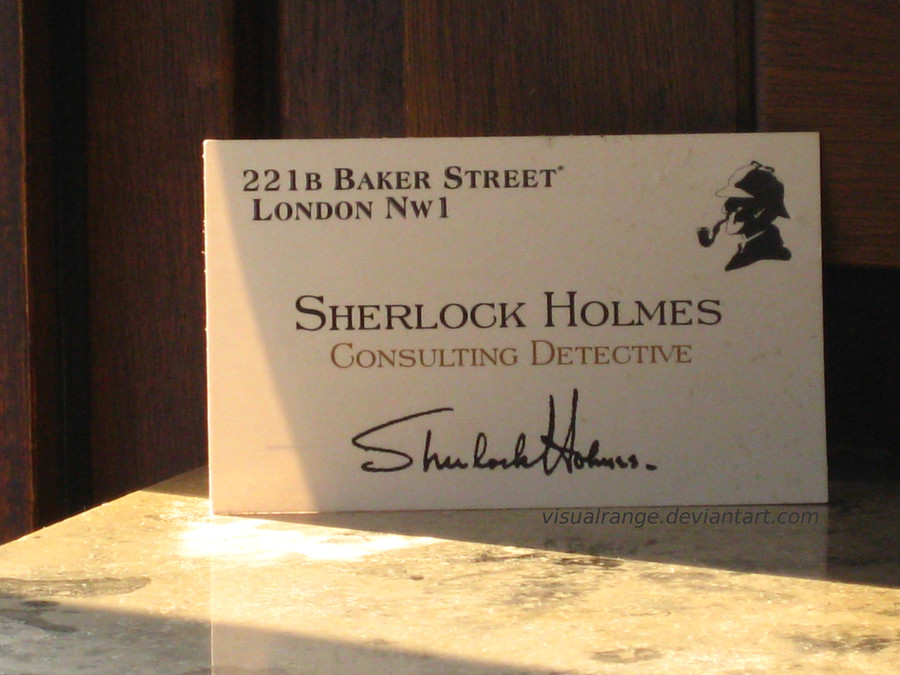 221B BAKER STREET
LONDON NW1
SHERLOCK HOLMES
CONSULTING DETECTIVE
Sherlock Holmes.
visualrange.deviantart.com